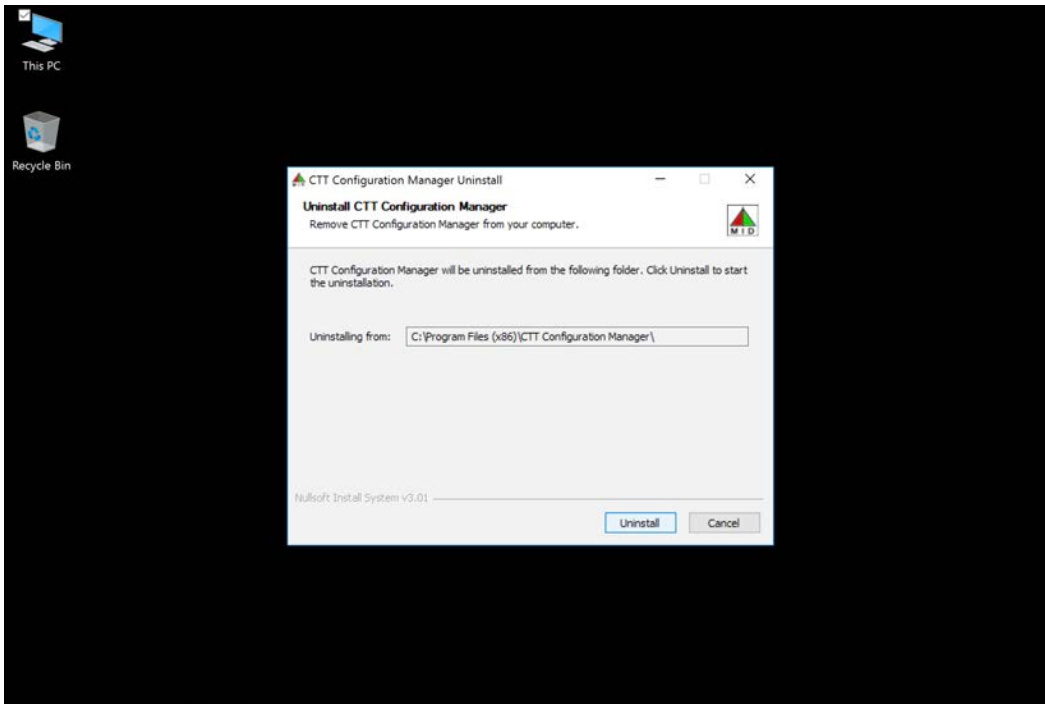 This PC
Recycle Bin
CTT Configuration Manager Uninstall
Uninstall CTT Configuration Manager
Remove CTT Configuration Manager from your computer.
MID
CTT Configuration Manager will be uninstalled from the following folder. Click Uninstall to start
the uninstallation.
Uninstalling from: C:\Program Files (x86)\CTT Configuration Manager\
Nullsoft Install System v3.01
Uninstall Cancel